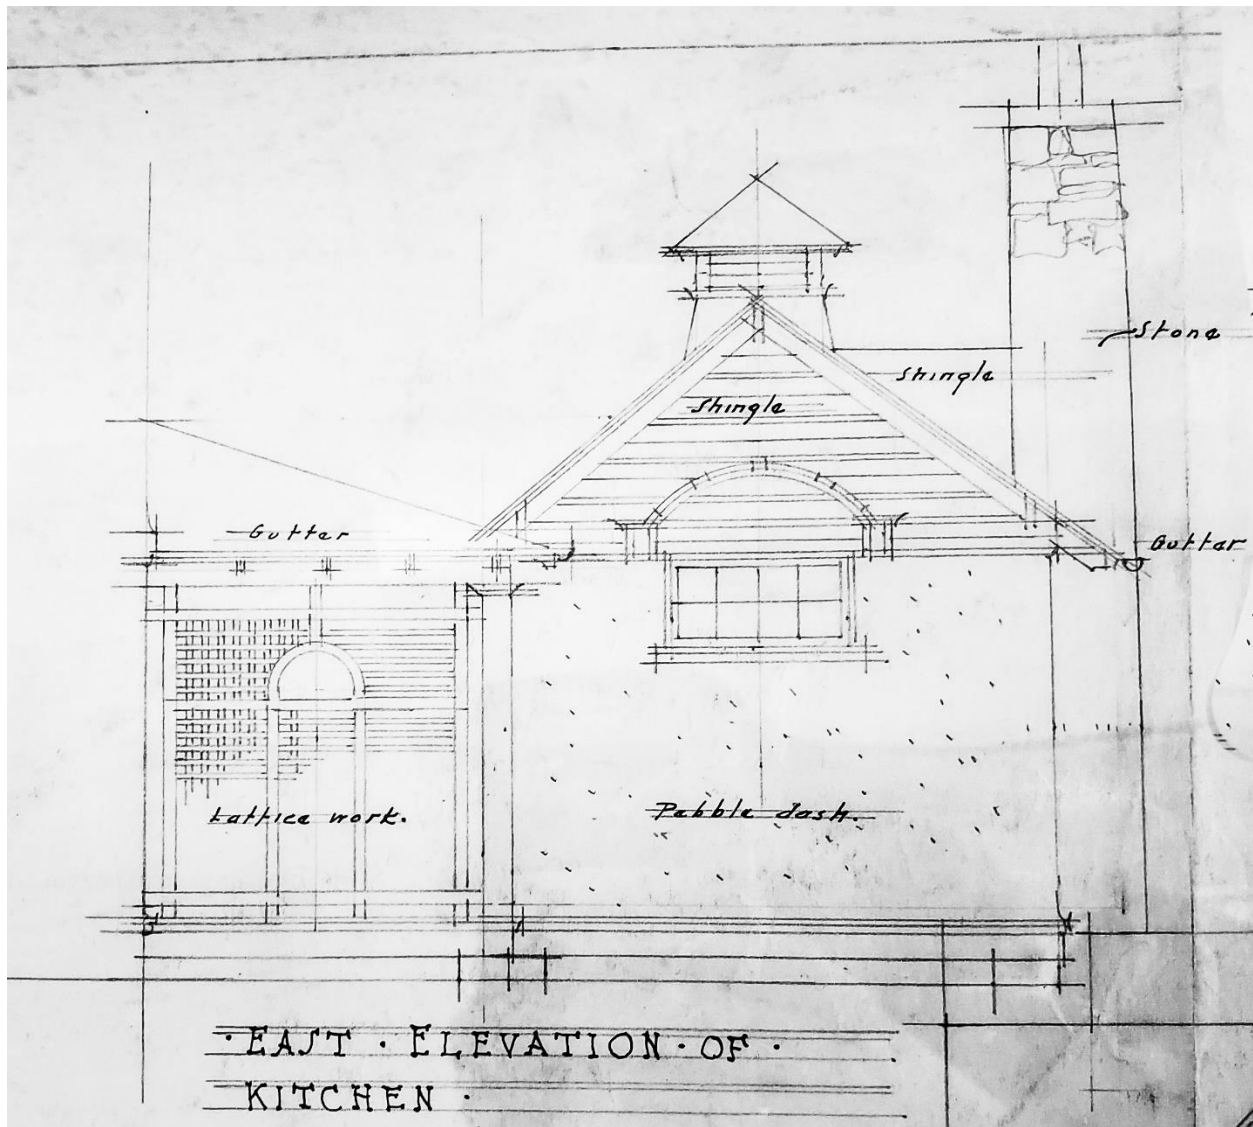 Stone
Shingle
Shingle
Gutter
Gutter
Lattice work.
Pebble dash.
· EAST · ELEVATION · OF ·
KITCHEN ·